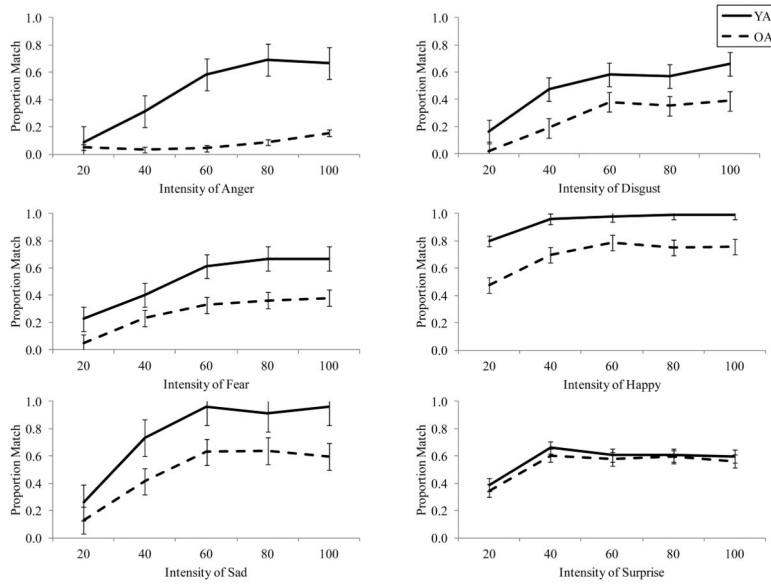 YA
OA
Proportion Match
1.0
0.8
0.6
0.4
0.2
0.0
20 40 60 80 100
Intensity of Anger
Proportion Match
1.0
0.8
0.6
0.4
0.2
0.0
20 40 60 80 100
Intensity of Disgust
Proportion Match
1.0
0.8
0.6
0.4
0.2
0.0
20 40 60 80 100
Intensity of Fear
Proportion Match
1.0
0.8
0.6
0.4
0.2
0.0
20 40 60 80 100
Intensity of Happy
Proportion Match
1.0
0.8
0.6
0.4
0.2
0.0
20 40 60 80 100
Intensity of Sad
Proportion Match
1.0
0.8
0.6
0.4
0.2
0.0
20 40 60 80 100
Intensity of Surprise